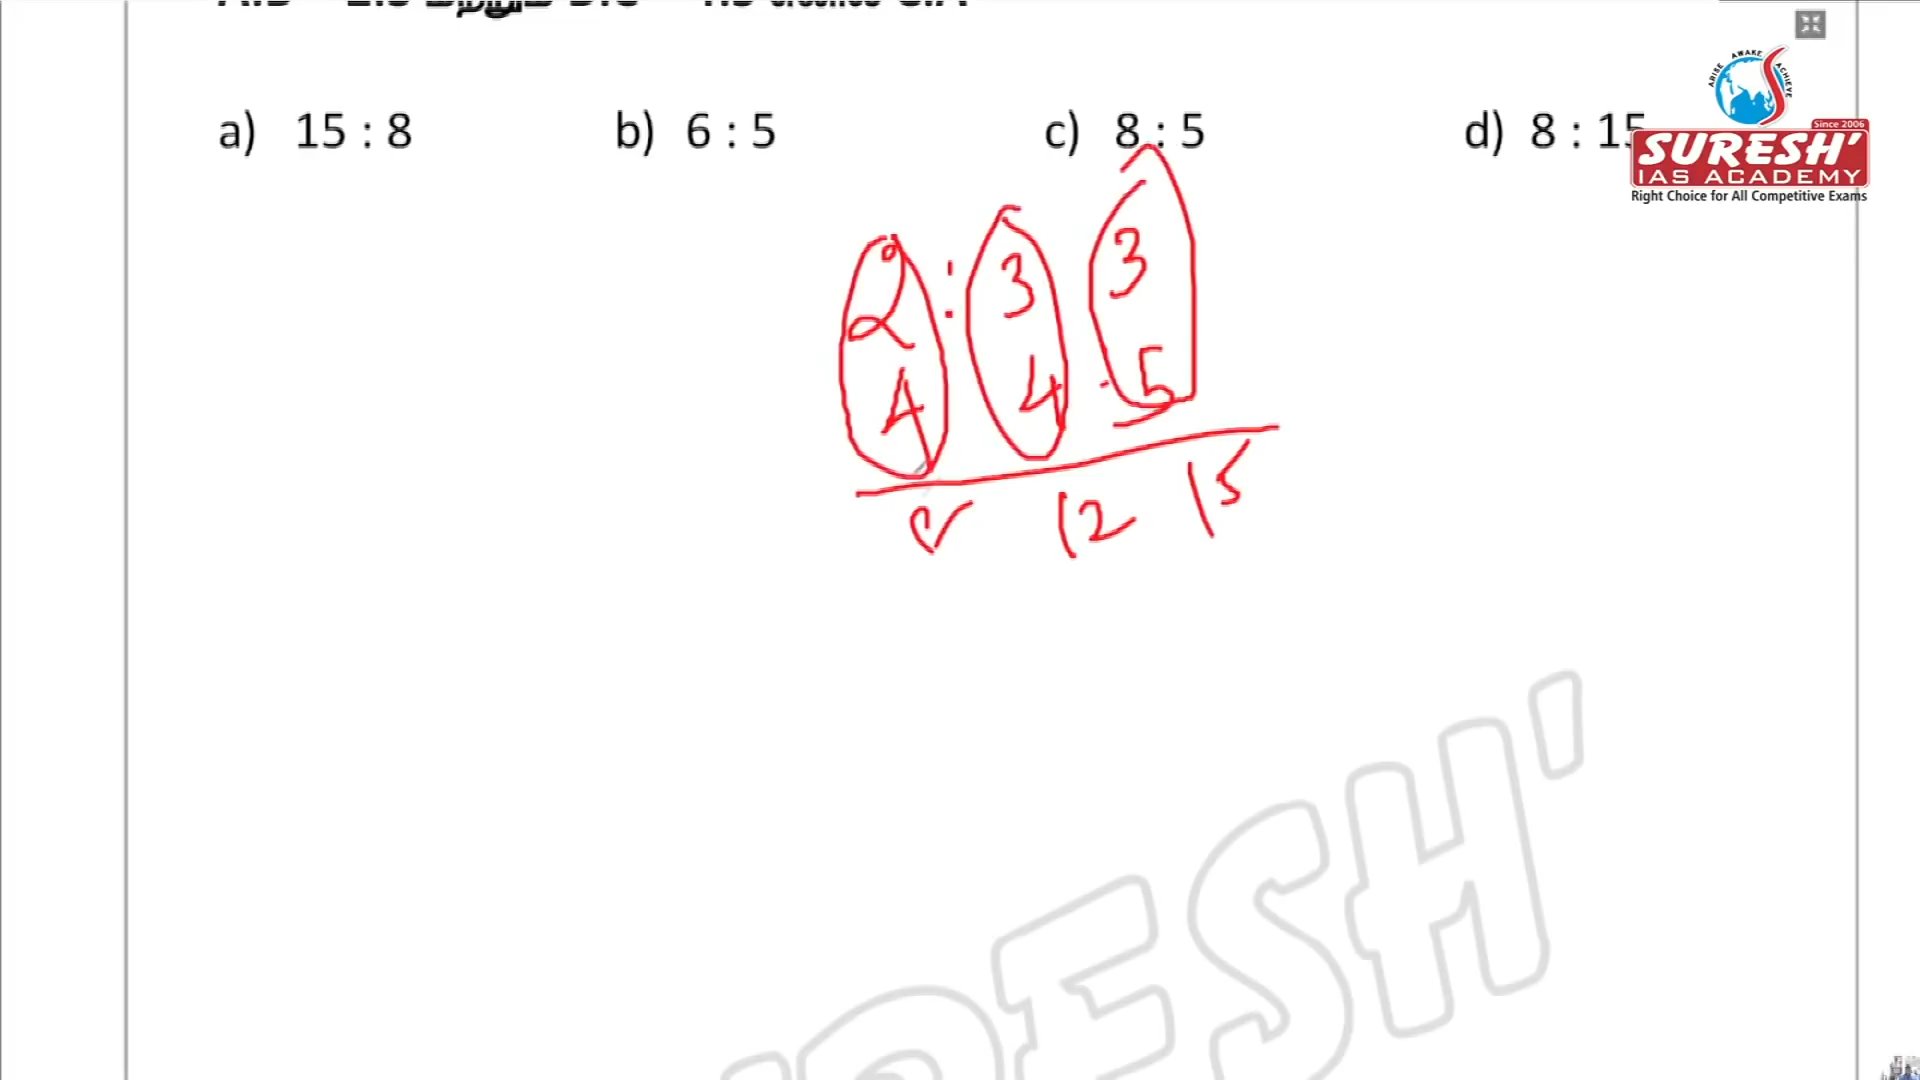 a) 15 : 8 b) 6 : 5 c) 8 : 5 d) 8 : 15
ARISE AWAKE ACHIEVE
Since 2006
SURESH'
IAS ACADEMY
Right Choice for All Competitive Exams
2 : 3 3
4 4 . 5
8 12 15
RESH'